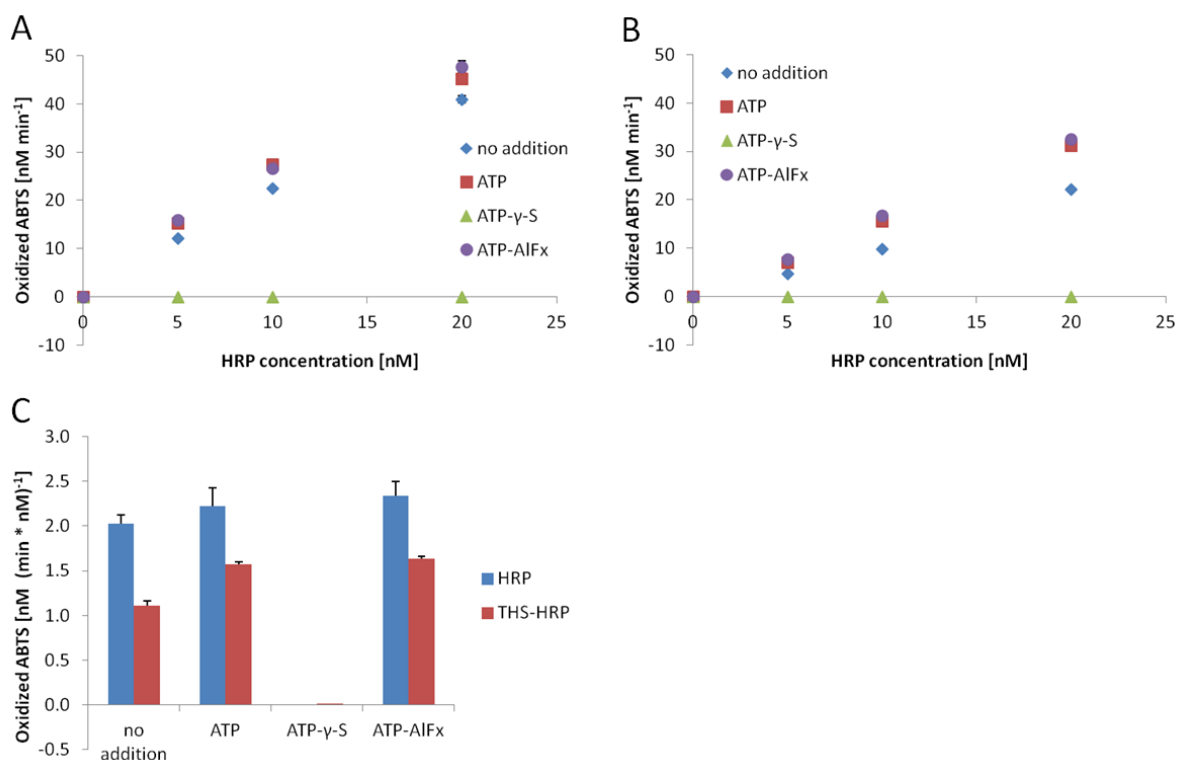 A
Oxidized ABTS [nM min⁻¹]
50
40
30
20
10
0
-10
0
5
10
15
20
25
HRP concentration [nM]
no addition
ATP
ATP-γ-S
ATP-AlFx
B
Oxidized ABTS [nM min⁻¹]
50
40
30
20
10
0
-10
0
5
10
15
20
25
HRP concentration [nM]
no addition
ATP
ATP-γ-S
ATP-AlFx
C
Oxidized ABTS [nM (min * nM)⁻¹]
3.0
2.5
2.0
1.5
1.0
0.5
0.0
-0.5
no
addition
ATP
ATP-γ-S
ATP-AlFx
HRP
THS-HRP